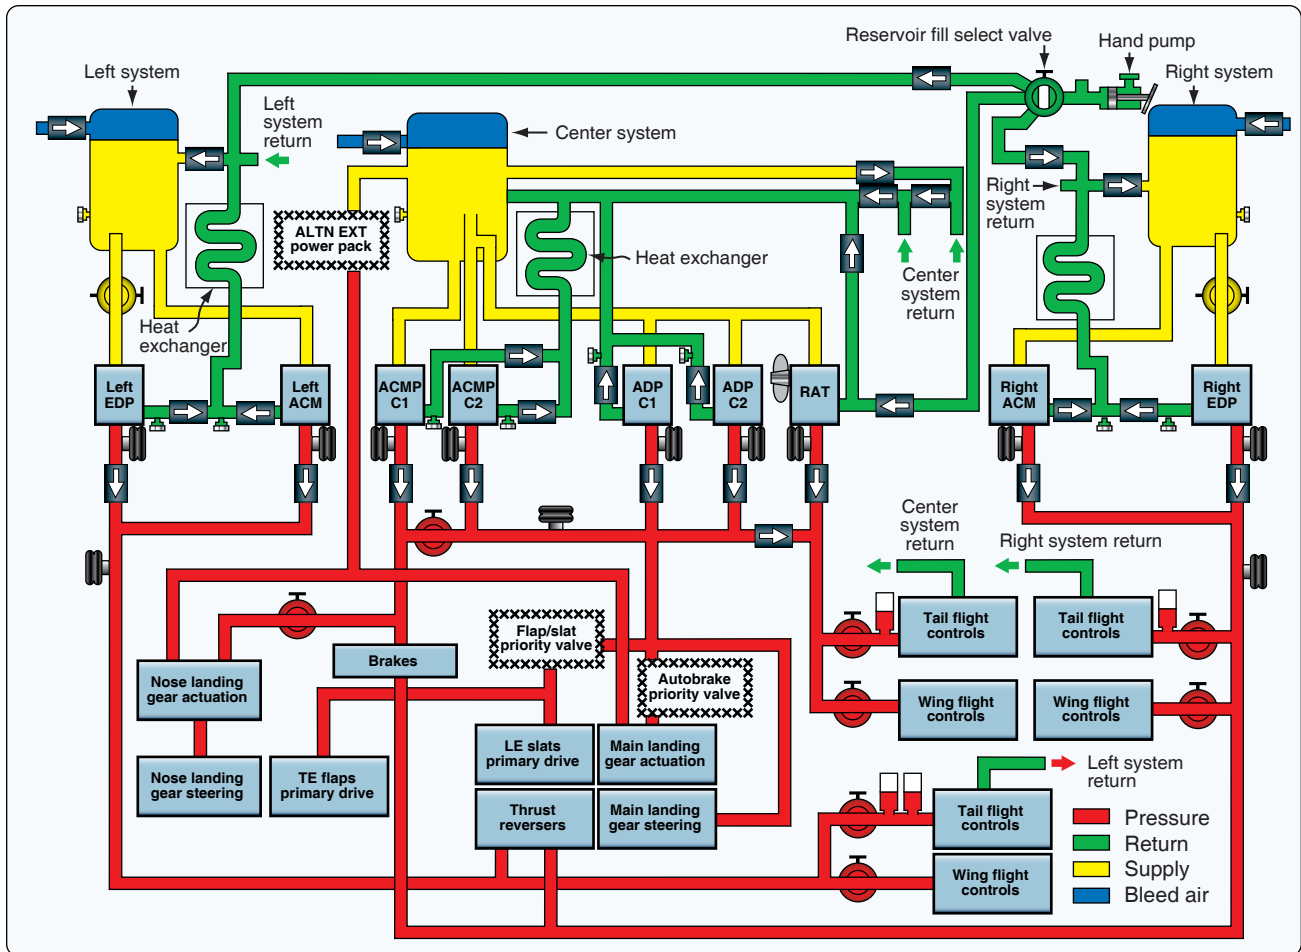 Reservoir fill select valve
Hand pump
Left system
Right system
Left
system
return
Center system
Right
system
return
ALTN EXT
power pack
Heat exchanger
Center
system
return
Heat
exchanger
Left
EDP
Left
ACM
ACMP
C1
ACMP
C2
ADP
C1
ADP
C2
RAT
Right
ACM
Right
EDP
Center
system
return
Right system return
Flap/slat
priority valve
Tail flight
controls
Tail flight
controls
Brakes
Nose landing
gear actuation
Autobrake
priority valve
Wing flight
controls
Wing flight
controls
LE slats
primary drive
Main landing
gear actuation
Nose landing
gear steering
TE flaps
primary drive
Left system
return
Thrust
reversers
Main landing
gear steering
Tail flight
controls
Wing flight
controls
Pressure
Return
Supply
Bleed air